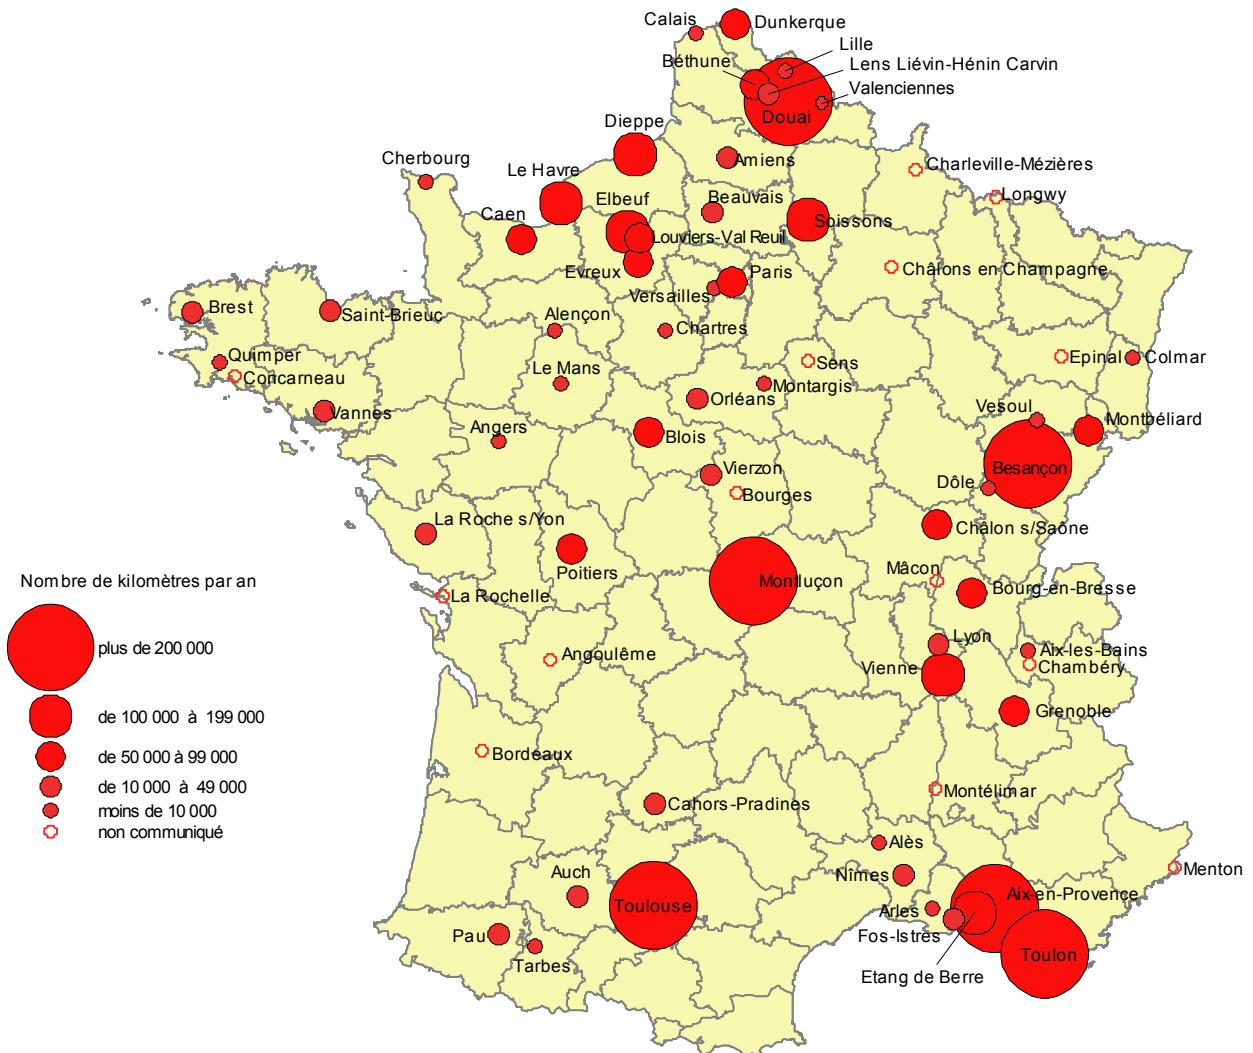 Calais
Dunkerque
Lille
Béthune
Lens Liévin-Hénin Carvin
Valenciennes
Douai
Dieppe
Amiens
Cherbourg
Charleville-Mézières
Le Havre
Longwy
Elbeuf
Beauvais
Caen
Soissons
Louviers-Val Reuil
Evreux
Paris
Châlons en Champagne
Versailles
Brest
Saint-Brieuc
Alençon
Chartres
Quimper
Sens
Epinal
Colmar
Concarneau
Le Mans
Montargis
Orléans
Vannes
Vesoul
Montbéliard
Angers
Blois
Vierzon
Besançon
Dôle
Bourges
La Roche s/Yon
Châlon s/Saône
Poitiers
Mâcon
Nombre de kilomètres par an
Montluçon
Bourg-en-Bresse
La Rochelle
Lyon
plus de 200 000
Aix-les-Bains
Angoulême
Vienne
Chambéry
de 100 000 à 199 000
Grenoble
de 50 000 à 99 000
Bordeaux
de 10 000 à 49 000
Montélimar
moins de 10 000
Cahors-Pradines
non communiqué
Alès
Menton
Auch
Nîmes
Aix-en-Provence
Toulouse
Arles
Pau
Fos-Istres
Toulon
Tarbes
Etang de Berre